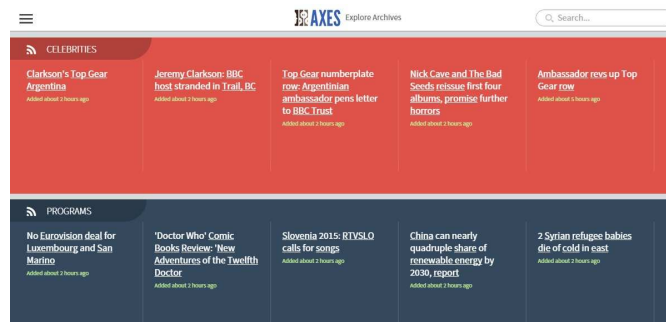 AXES Explore Archives
Search...
CELEBRITIES
Clarkson's Top Gear
Argentina
Added about 2 hours ago
Jeremy Clarkson: BBC
host stranded in Trail, BC
Added about 2 hours ago
Top Gear numberplate
row: Argentinian
ambassador pens letter
to BBC Trust
Added about 2 hours ago
Nick Cave and The Bad
Seeds reissue first four
albums, promise further
horrors
Added about 2 hours ago
Ambassador revs up Top
Gear row
Added about 5 hours ago
PROGRAMS
No Eurovision deal for
Luxembourg and San
Marino
Added about 2 hours ago
'Doctor Who' Comic
Books Review: 'New
Adventures of the Twelfth
Doctor
Added about 2 hours ago
Slovenia 2015: RTVSLO
calls for songs
Added about 2 hours ago
China can nearly
quadruple share of
renewable energy by
2030, report
Added about 2 hours ago
2 Syrian refugee babies
die of cold in east
Added about 2 hours ago